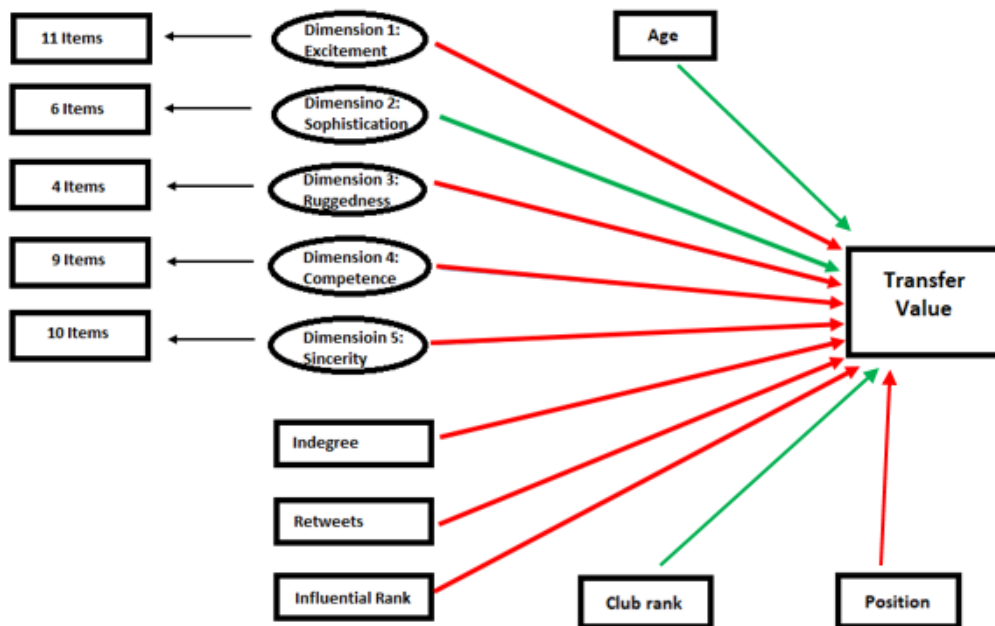 11 Items
Dimension 1:
Excitement
Age
6 Items
Dimensino 2:
Sophistication
4 Items
Dimension 3:
Ruggedness
9 Items
Dimension 4:
Competence
Transfer
Value
10 Items
Dimensioin 5:
Sincerity
Indegree
Retweets
Influential Rank
Club rank
Position